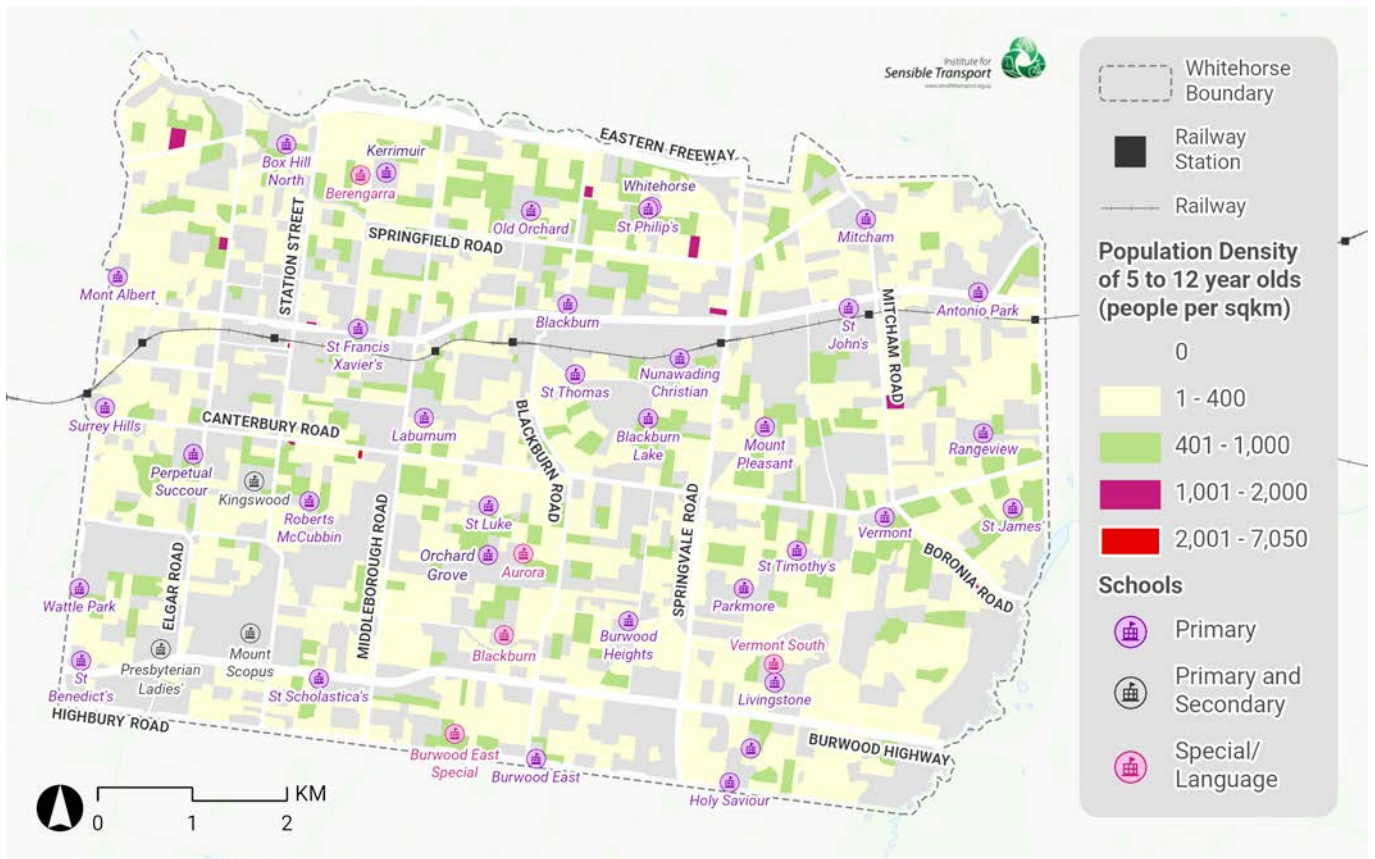 Institute for
Sensible Transport
www.sensibletransport.org.au
EASTERN FREEWAY
Box Hill
North
Kerrimuir
Berengarra
Whitehorse
St Philip's
Old Orchard
Mitcham
STATION STREET
SPRINGFIELD ROAD
Mont Albert
St Francis
Xavier's
Blackburn
St
John's
MITCHAM ROAD
Antonio Park
St Thomas
Nunawading
Christian
Surrey Hills
CANTERBURY ROAD
Laburnum
BLACKBURN ROAD
Blackburn
Lake
Mount
Pleasant
Rangeview
Perpetual
Succour
Kingswood
Roberts
McCubbin
MIDDLEBOROUGH ROAD
St Luke
SPRINGVALE ROAD
Vermont
St James
Orchard
Grove
Aurora
St Timothy's
BORONIA ROAD
Wattle Park
ELGAR ROAD
Parkmore
Burwood
Heights
Mount
Scopus
Blackburn
Vermont South
St
Benedict's
Presbyterian
Ladies'
St Scholastica's
Livingstone
HIGHBURY ROAD
Burwood East
Special
Burwood East
BURWOOD HIGHWAY
Holy Saviour
KM
0 1 2
Whitehorse
Boundary
Railway
Station
Railway
Population Density
of 5 to 12 year olds
(people per sqkm)
0
1 - 400
401 - 1,000
1,001 - 2,000
2,001 - 7,050
Schools
Primary
Primary and
Secondary
Special/
Language